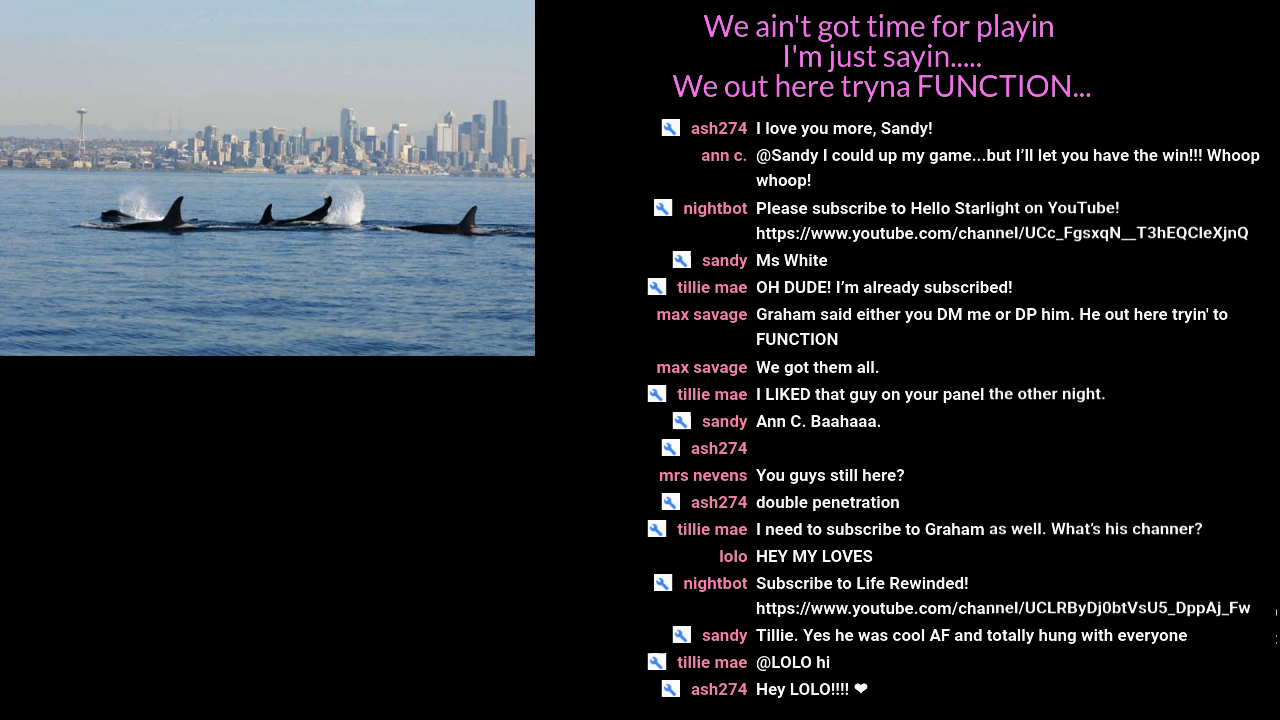 We ain't got time for playin
I'm just sayin.....
We out here tryna FUNCTION...
ash274 I love you more, Sandy!
ann c. @Sandy I could up my game...but I’ll let you have the win!!! Whoop
whoop!
nightbot Please subscribe to Hello Starlight on YouTube!
https://www.youtube.com/channel/UCc_FgsxqN__T3hEQCIeXjnQ
sandy Ms White
tillie mae OH DUDE! I’m already subscribed!
max savage Graham said either you DM me or DP him. He out here tryin' to
FUNCTION
max savage We got them all.
tillie mae I LIKED that guy on your panel the other night.
sandy Ann C. Baahaaa.
ash274
mrs nevens You guys still here?
ash274 double penetration
tillie mae I need to subscribe to Graham as well. What’s his channer?
lolo HEY MY LOVES
nightbot Subscribe to Life Rewinded!
https://www.youtube.com/channel/UCLRByDj0btVsU5_DppAj_Fw
sandy Tillie. Yes he was cool AF and totally hung with everyone
tillie mae @LOLO hi
ash274 Hey LOLO!!!! ❤